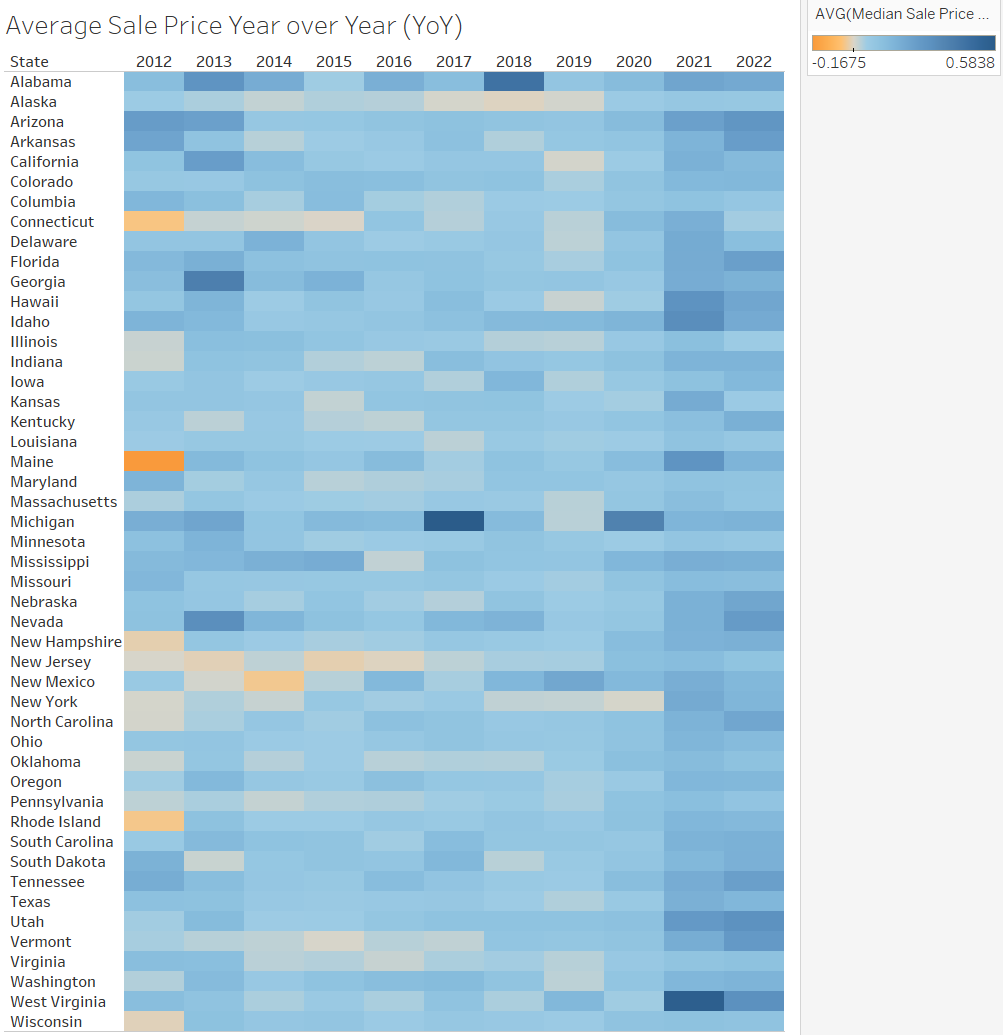 Average Sale Price Year over Year (YoY)
AVG(Median Sale Price ...
-0.1675 0.5838
State 2012 2013 2014 2015 2016 2017 2018 2019 2020 2021 2022
Alabama
Alaska
Arizona
Arkansas
California
Colorado
Columbia
Connecticut
Delaware
Florida
Georgia
Hawaii
Idaho
Illinois
Indiana
Iowa
Kansas
Kentucky
Louisiana
Maine
Maryland
Massachusetts
Michigan
Minnesota
Mississippi
Missouri
Nebraska
Nevada
New Hampshire
New Jersey
New Mexico
New York
North Carolina
Ohio
Oklahoma
Oregon
Pennsylvania
Rhode Island
South Carolina
South Dakota
Tennessee
Texas
Utah
Vermont
Virginia
Washington
West Virginia
Wisconsin